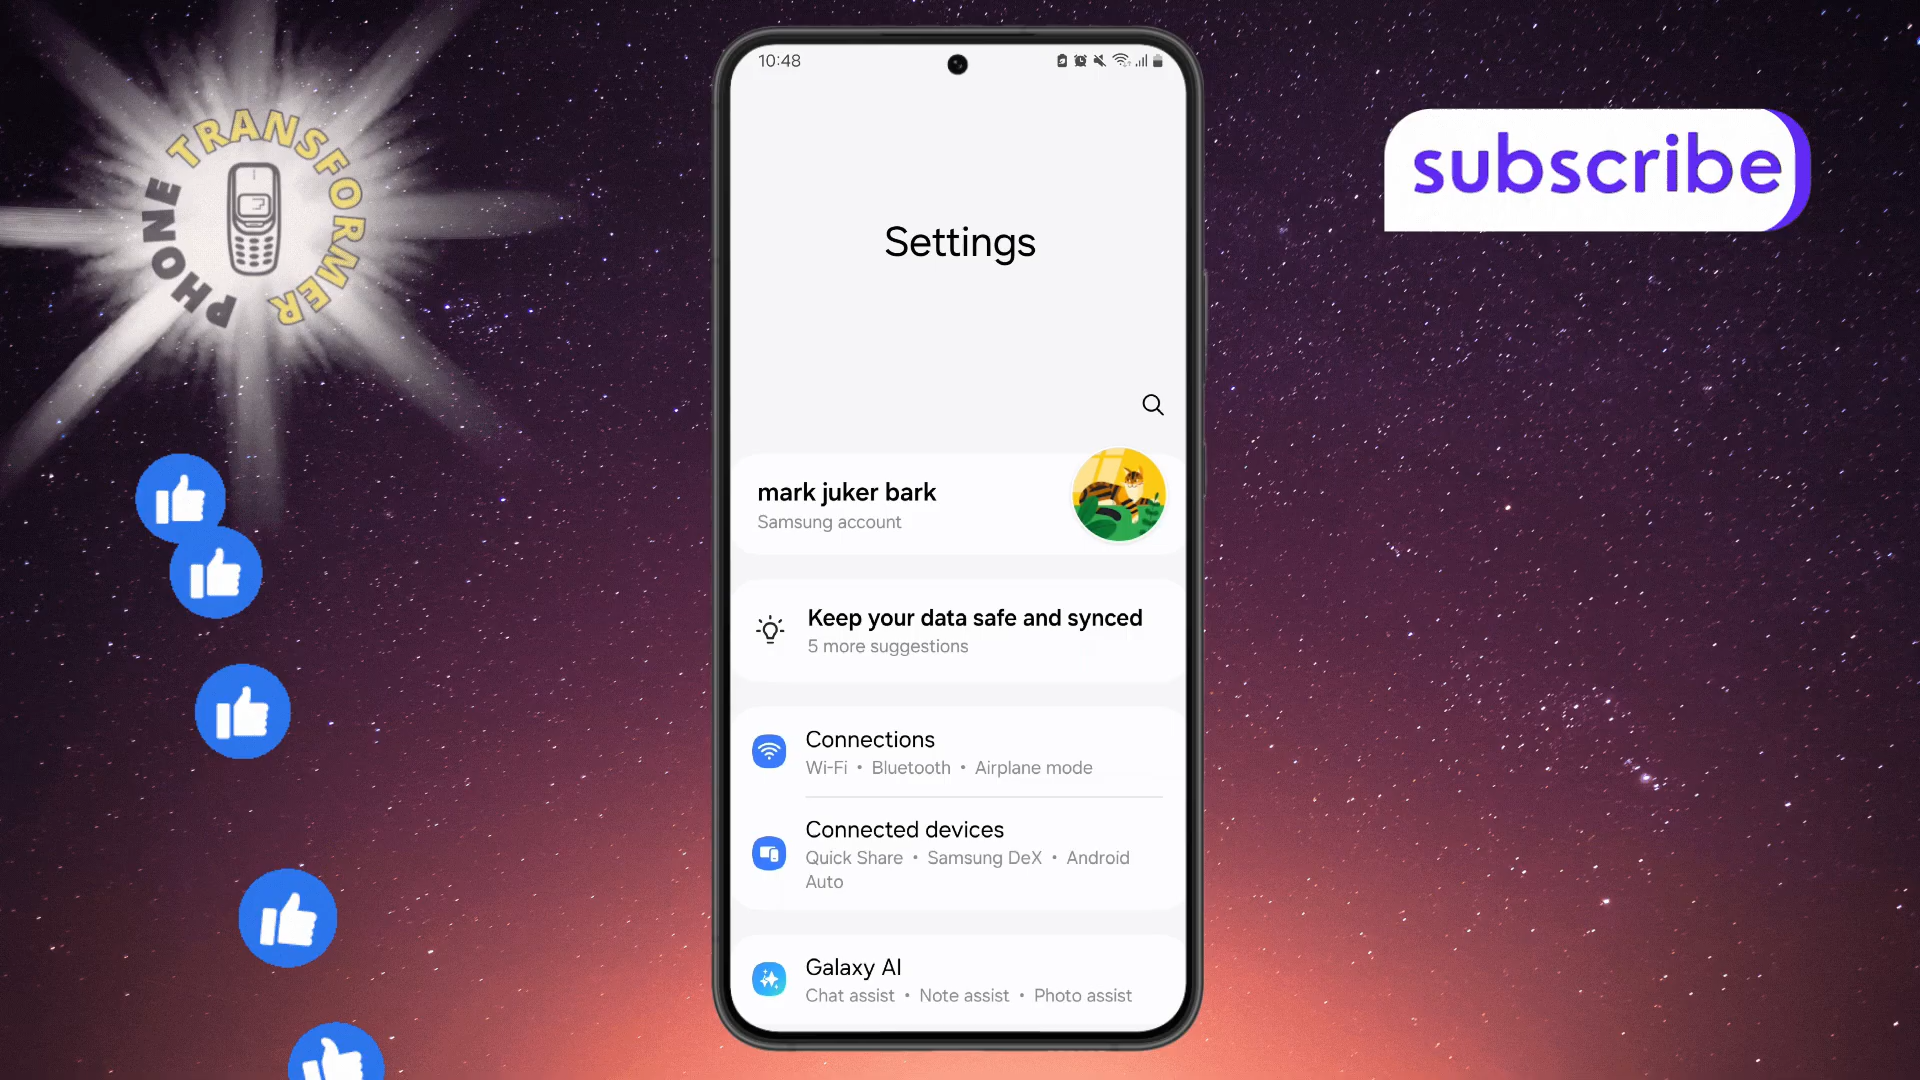 PHONE TRANSFORMER
subscribe
10:48
Settings
mark juker bark
Samsung account
Keep your data safe and synced
5 more suggestions
Connections
Wi-Fi • Bluetooth • Airplane mode
Connected devices
Quick Share • Samsung DeX • Android
Auto
Galaxy AI
Chat assist • Note assist • Photo assist